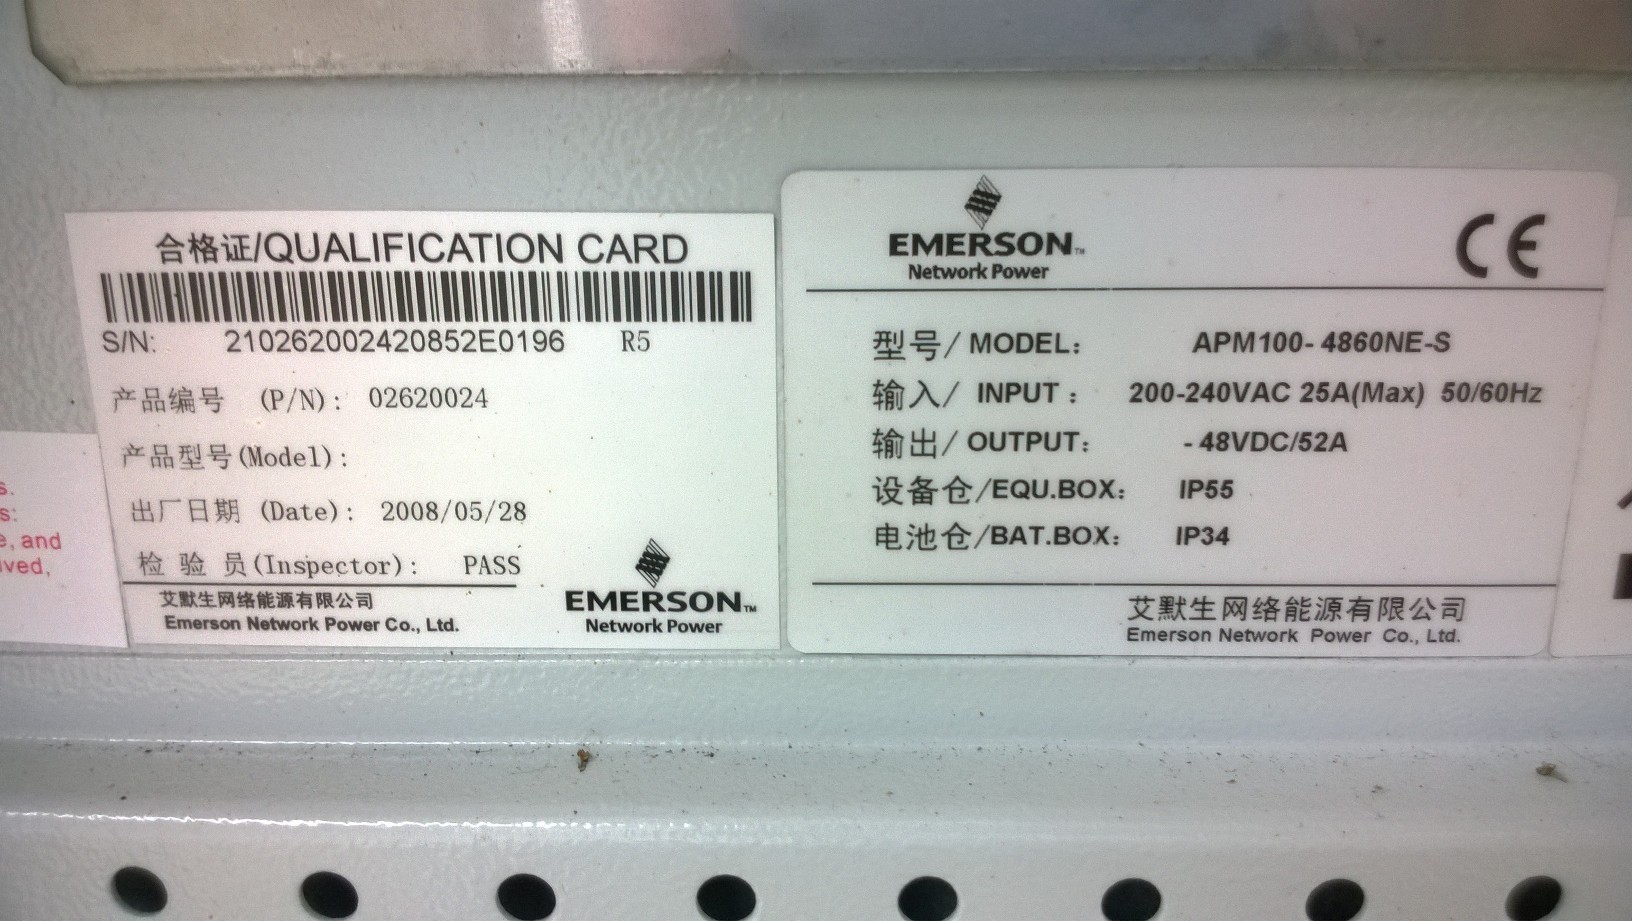 合格证/QUALIFICATION CARD
S/N: 210262002420852E0196 R5
产品编号 (P/N): 02620024
产品型号(Model):
出厂日期 (Date): 2008/05/28
检 验 员(Inspector): PASS
艾默生网络能源有限公司
Emerson Network Power Co., Ltd.
EMERSON™
Network Power
EMERSON™
Network Power
CE
型号/ MODEL: APM100- 4860NE-S
输入/ INPUT : 200-240VAC 25A(Max) 50/60Hz
输出/ OUTPUT: - 48VDC/52A
设备仓/EQU.BOX: IP55
电池仓/BAT.BOX: IP34
艾默生网络能源有限公司
Emerson Network Power Co., Ltd.
and